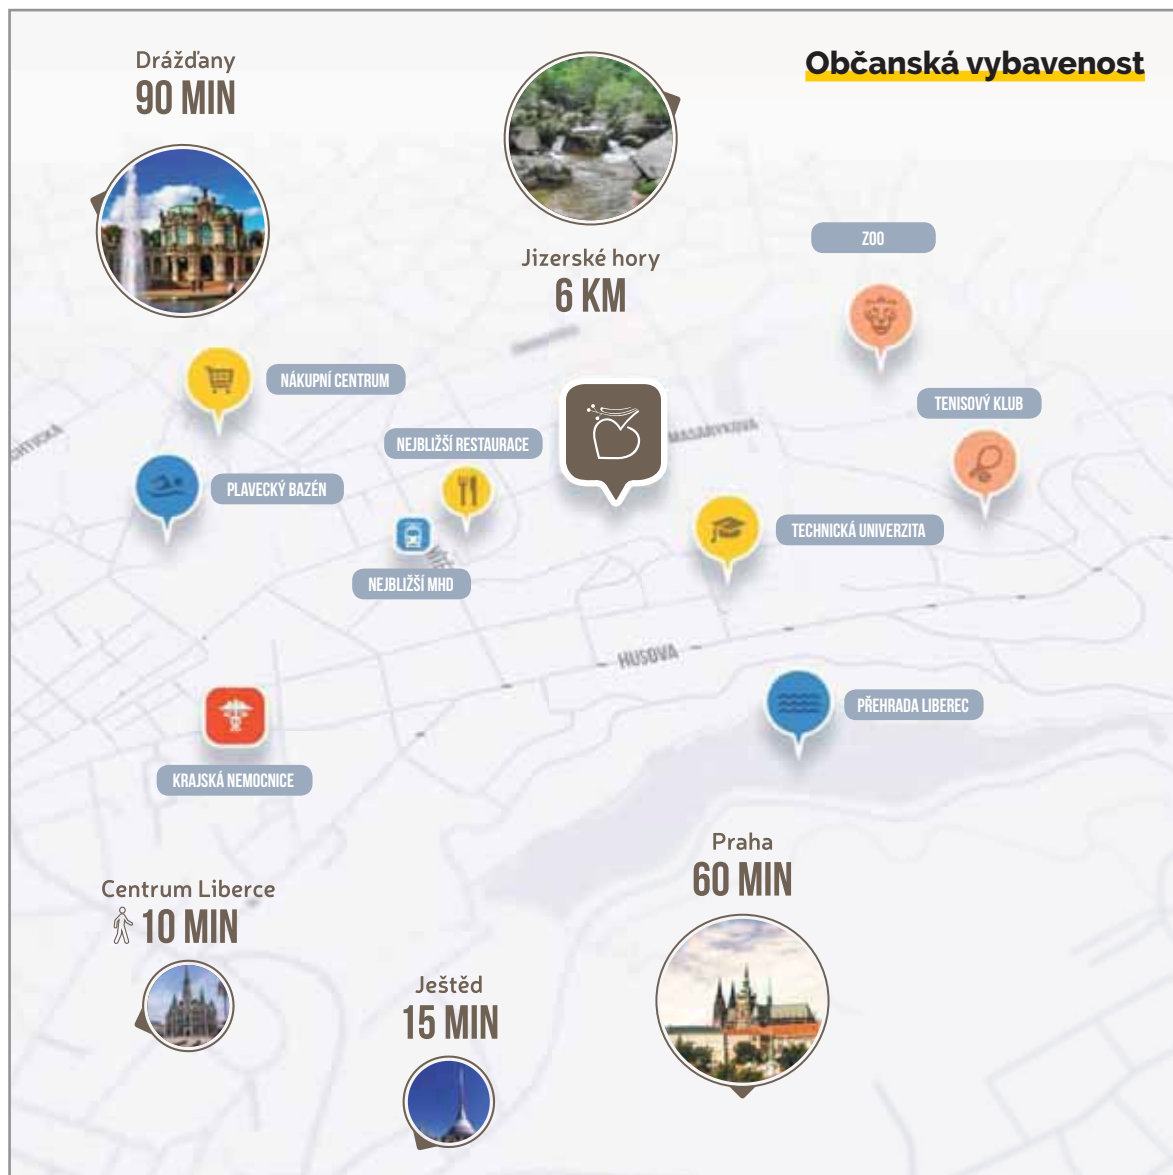 Občanská vybavenost
Drážďany
90 MIN
Jizerské hory
6 KM
ZOO
NÁKUPNÍ CENTRUM
TENISOVÝ KLUB
MASARYKOVA
NEJBLIŽŠÍ RESTAURACE
PLAVECKÝ BAZÉN
TECHNICKÁ UNIVERZITA
NEJBLIŽŠÍ MHD
HUSOVA
PŘEHRADA LIBEREC
KRAJSKÁ NEMOCNICE
Praha
60 MIN
Centrum Liberce
10 MIN
Ještěd
15 MIN